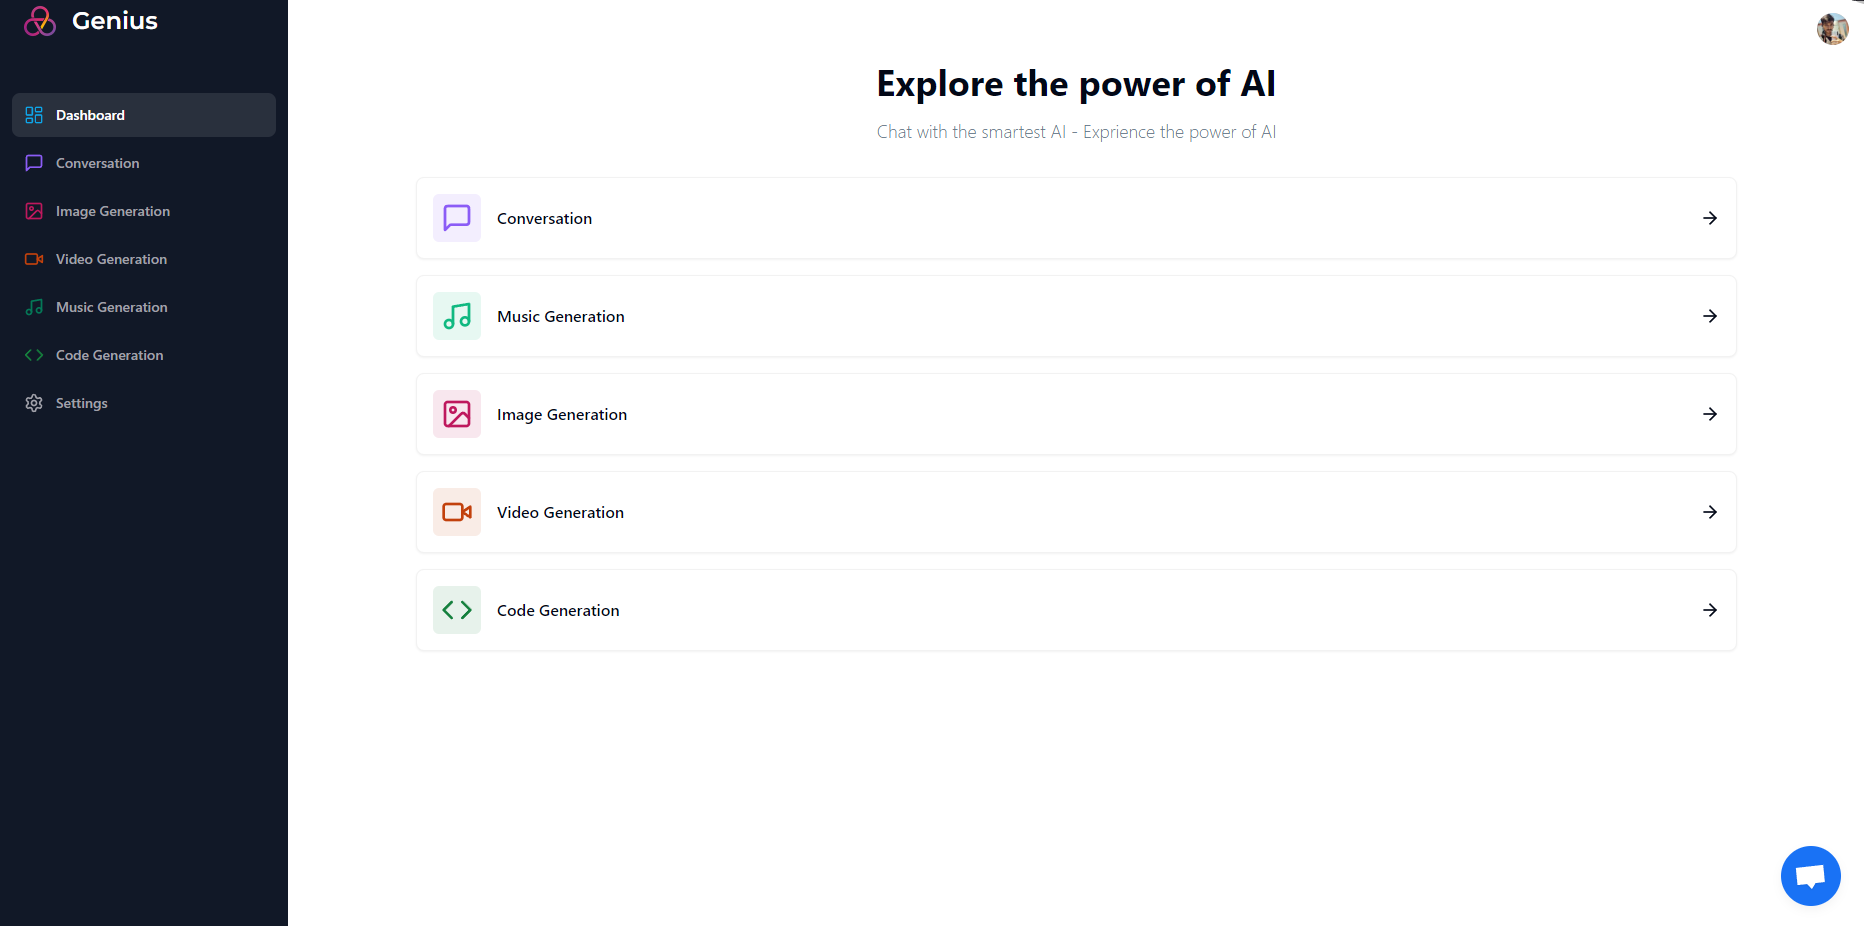 Genius
Dashboard
Conversation
Image Generation
Video Generation
Music Generation
Code Generation
Settings
Explore the power of AI
Chat with the smartest AI - Exprience the power of AI
Conversation
Music Generation
Image Generation
Video Generation
Code Generation